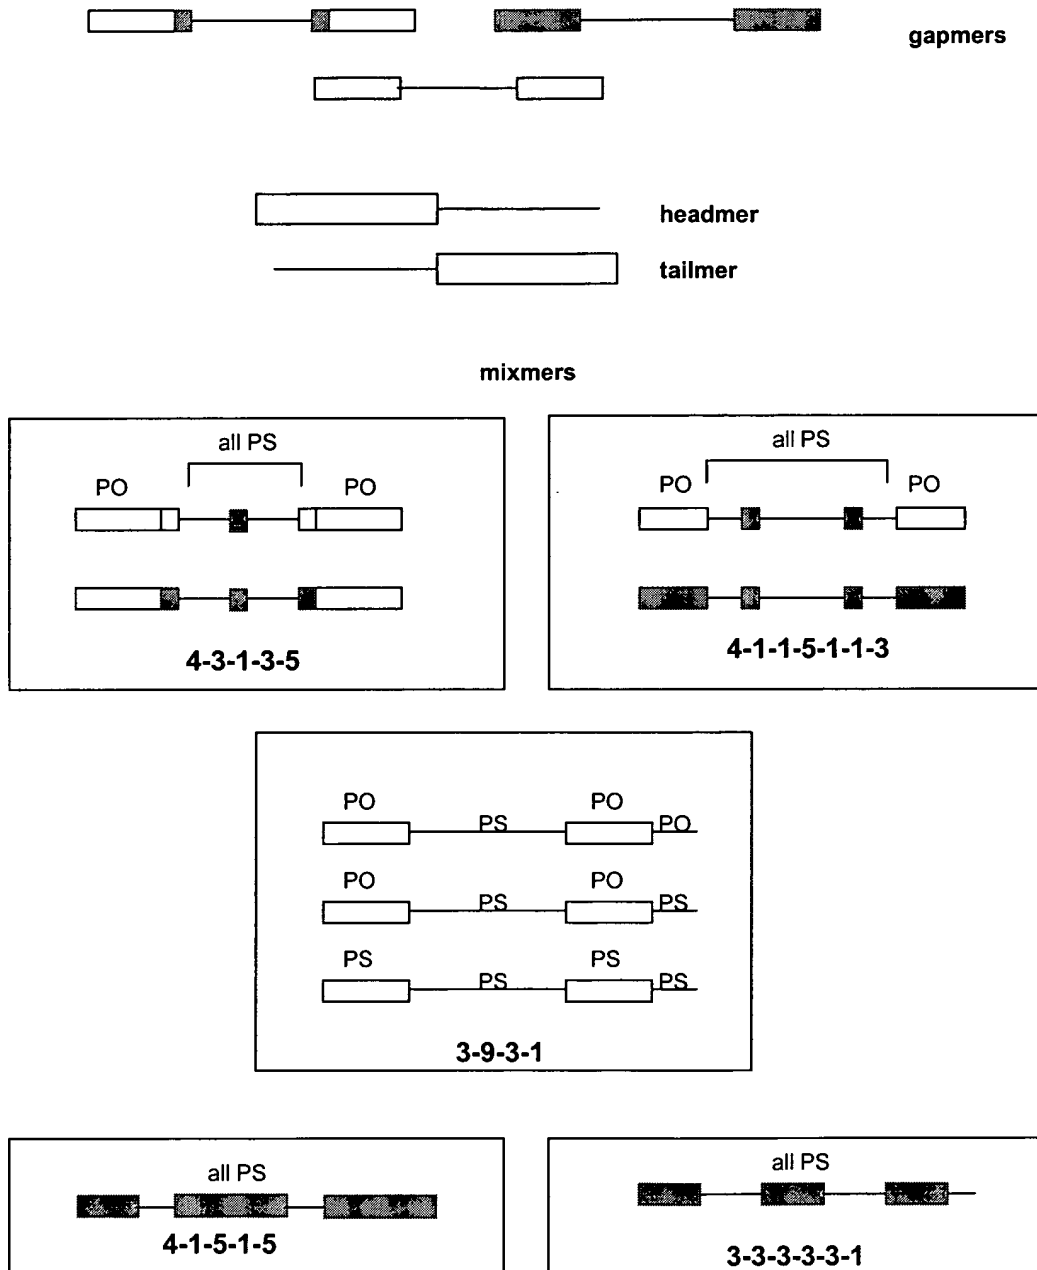 gapmers
headmer
tailmer
mixmers
all PS
PO PO
4-3-1-3-5
all PS
PO PO
4-1-1-5-1-1-3
PO PO
PS PO
PO PO
PS PS
PS PS
PS PS
3-9-3-1
all PS
4-1-5-1-5
all PS
3-3-3-3-3-1